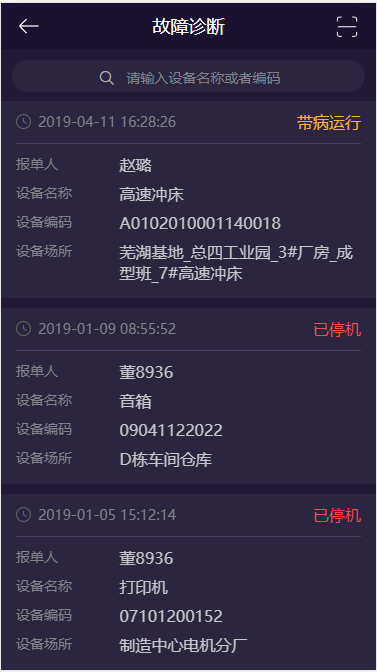 故障诊断
请输入设备名称或者编码
2019-04-11 16:28:26 带病运行
报单人 赵璐
设备名称 高速冲床
设备编码 A0102010001140018
设备场所 芜湖基地_总四工业园_3#厂房_成
型班_7#高速冲床
2019-01-09 08:55:52 已停机
报单人 董8936
设备名称 音箱
设备编码 09041122022
设备场所 D栋车间仓库
2019-01-05 15:12:14 已停机
报单人 董8936
设备名称 打印机
设备编码 07101200152
设备场所 制造中心电机分厂